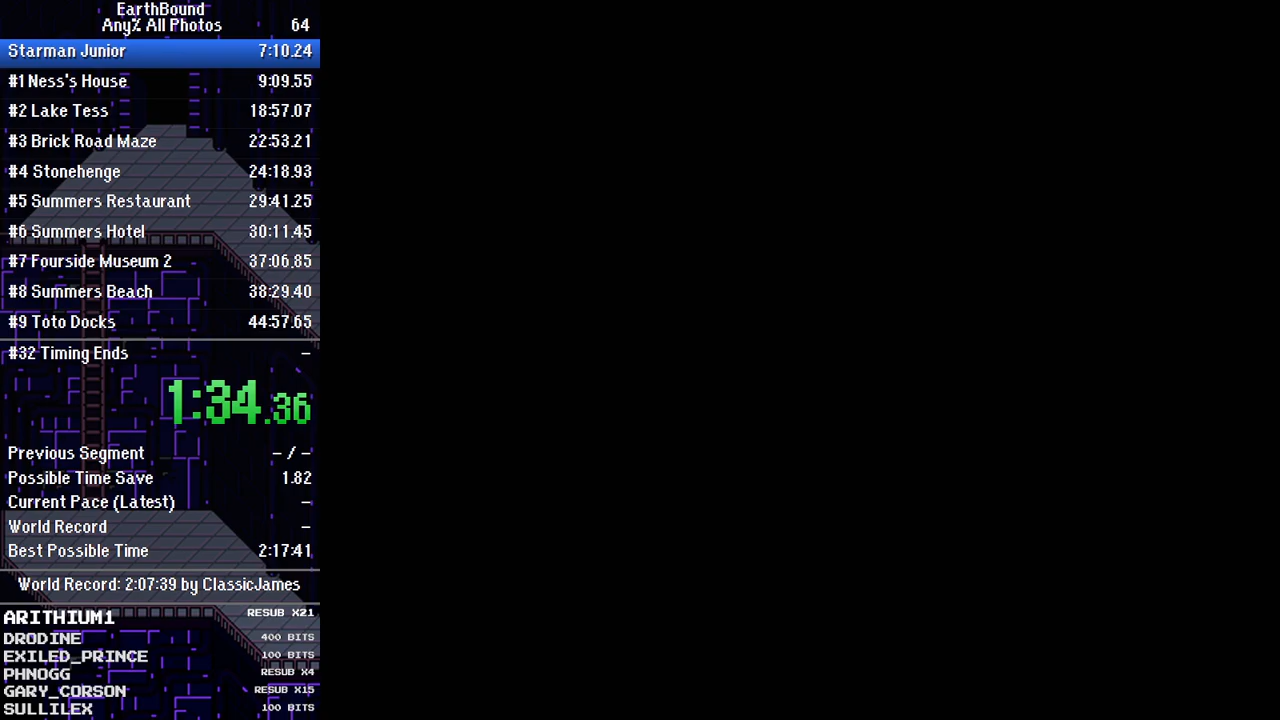 EarthBound
Any% All Photos 64
Starman Junior 7:10.24
#1 Ness's House 9:09.55
#2 Lake Tess 18:57.07
#3 Brick Road Maze 22:53.21
#4 Stonehenge 24:18.93
#5 Summers Restaurant 29:41.25
#6 Summers Hotel 30:11.45
#7 Fourside Museum 2 37:06.85
#8 Summers Beach 38:29.40
#9 Toto Docks 44:57.65
#32 Timing Ends –
1:34.36
Previous Segment – / –
Possible Time Save 1.82
Current Pace (Latest) –
World Record –
Best Possible Time 2:17:41
World Record: 2:07:39 by ClassicJames
ARITHIUM1 RESUB X21
DRODINE 400 BITS
EXILED_PRINCE 100 BITS
PHNOGG RESUB X4
GARY_CORSON RESUB X15
SULLILEX 100 BITS